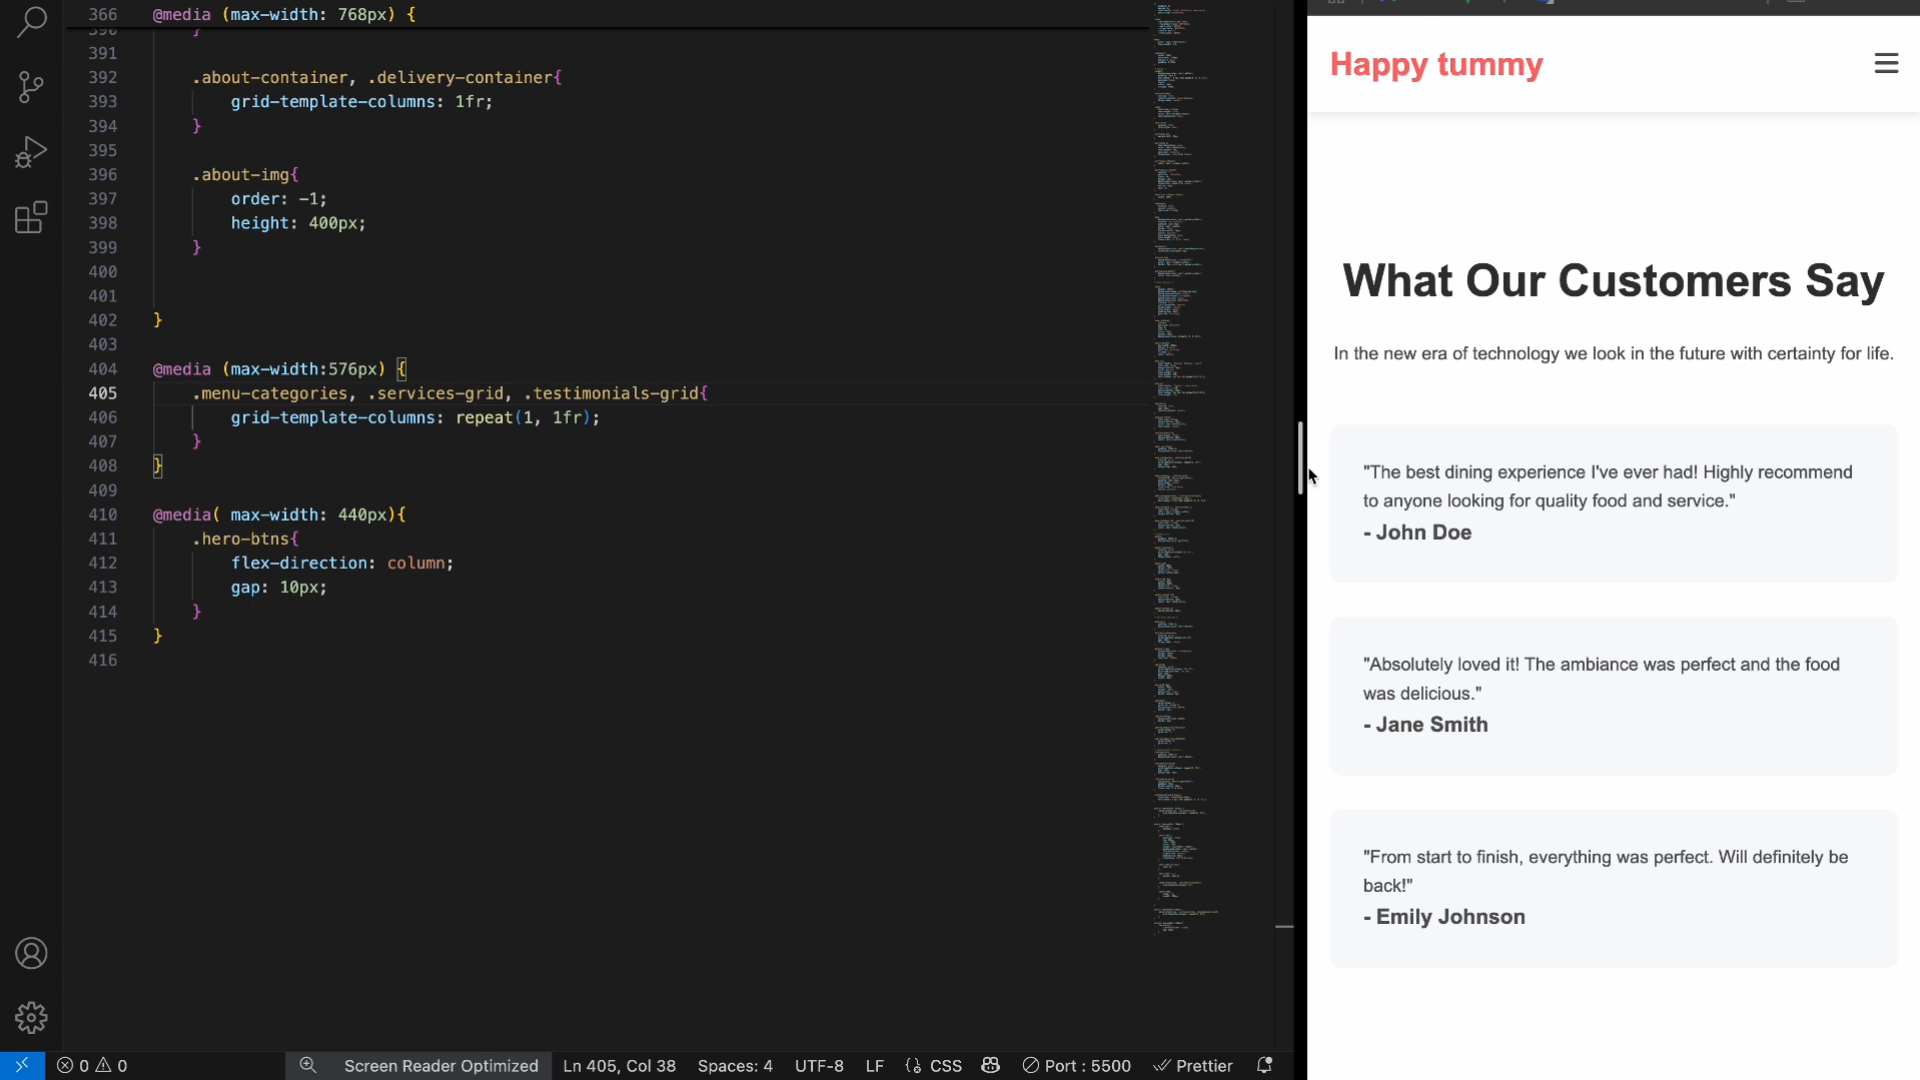 366 @media (max-width: 768px) {
390 }
391
392 .about-container, .delivery-container{
393 grid-template-columns: 1fr;
394 }
395
396 .about-img{
397 order: -1;
398 height: 400px;
399 }
400
401
402 }
403
404 @media (max-width:576px) {
405 .menu-categories, .services-grid, .testimonials-grid{
406 grid-template-columns: repeat(1, 1fr);
407 }
408 }
409
410 @media( max-width: 440px){
411 .hero-btns{
412 flex-direction: column;
413 gap: 10px;
414 }
415 }
416
0 0
Screen Reader Optimized
Ln 405, Col 38
Spaces: 4
UTF-8
LF
{} CSS
Port : 5500
Prettier
Happy tummy
What Our Customers Say
In the new era of technology we look in the future with certainty for life.
"The best dining experience I've ever had! Highly recommend
to anyone looking for quality food and service."
- John Doe
"Absolutely loved it! The ambiance was perfect and the food
was delicious."
- Jane Smith
"From start to finish, everything was perfect. Will definitely be
back!"
- Emily Johnson